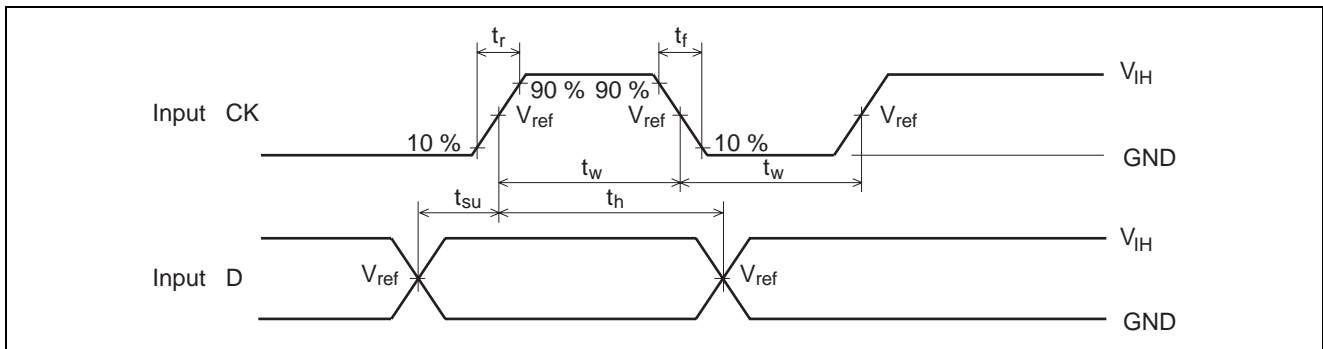 tr tf
VIH
90 % 90 %
Input CK Vref Vref Vref
10 % 10 %
GND
tw tw
tsu th
VIH
Input D Vref Vref
GND